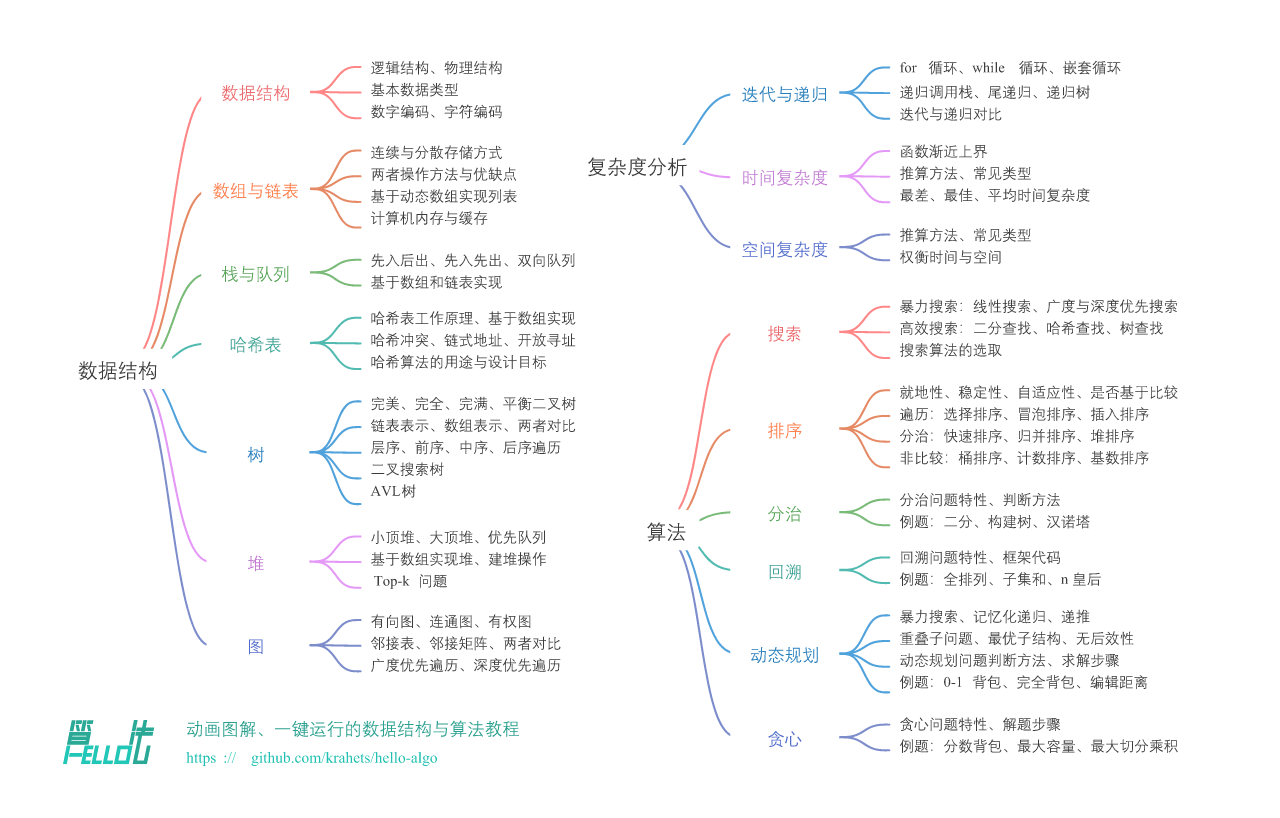 数据结构
数据结构
逻辑结构、物理结构
基本数据类型
数字编码、字符编码
数组与链表
连续与分散存储方式
两者操作方法与优缺点
基于动态数组实现列表
计算机内存与缓存
栈与队列
先入后出、先入先出、双向队列
基于数组和链表实现
哈希表
哈希表工作原理、基于数组实现
哈希冲突、链式地址、开放寻址
哈希算法的用途与设计目标
树
完美、完全、完满、平衡二叉树
链表表示、数组表示、两者对比
层序、前序、中序、后序遍历
二叉搜索树
AVL树
堆
小顶堆、大顶堆、优先队列
基于数组实现堆、建堆操作
Top-k 问题
图
有向图、连通图、有权图
邻接表、邻接矩阵、两者对比
广度优先遍历、深度优先遍历
复杂度分析
迭代与递归
for 循环、while 循环、嵌套循环
递归调用栈、尾递归、递归树
迭代与递归对比
时间复杂度
函数渐近上界
推算方法、常见类型
最差、最佳、平均时间复杂度
空间复杂度
推算方法、常见类型
权衡时间与空间
算法
搜索
暴力搜索：线性搜索、广度与深度优先搜索
高效搜索：二分查找、哈希查找、树查找
搜索算法的选取
排序
就地性、稳定性、自适应性、是否基于比较
遍历：选择排序、冒泡排序、插入排序
分治：快速排序、归并排序、堆排序
非比较：桶排序、计数排序、基数排序
分治
分治问题特性、判断方法
例题：二分、构建树、汉诺塔
回溯
回溯问题特性、框架代码
例题：全排列、子集和、n 皇后
动态规划
暴力搜索、记忆化递归、递推
重叠子问题、最优子结构、无后效性
动态规划问题判断方法、求解步骤
例题：0-1 背包、完全背包、编辑距离
贪心
贪心问题特性、解题步骤
例题：分数背包、最大容量、最大切分乘积
算法
HELLO
动画图解、一键运行的数据结构与算法教程
https :// github.com/krahets/hello-algo